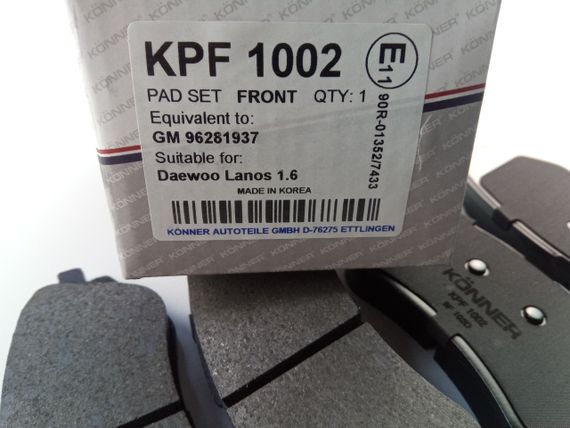 KÖNNER
KPF 1002
PAD SET FRONT QTY: 1
Equivalent to:
GM 96281937
Suitable for:
Daewoo Lanos 1.6
MADE IN KOREA
KÖNNER AUTOTEILE GMBH D-76275 ETTLINGEN
E11
90R-01352/7433
KÖNNER
KPF 1002